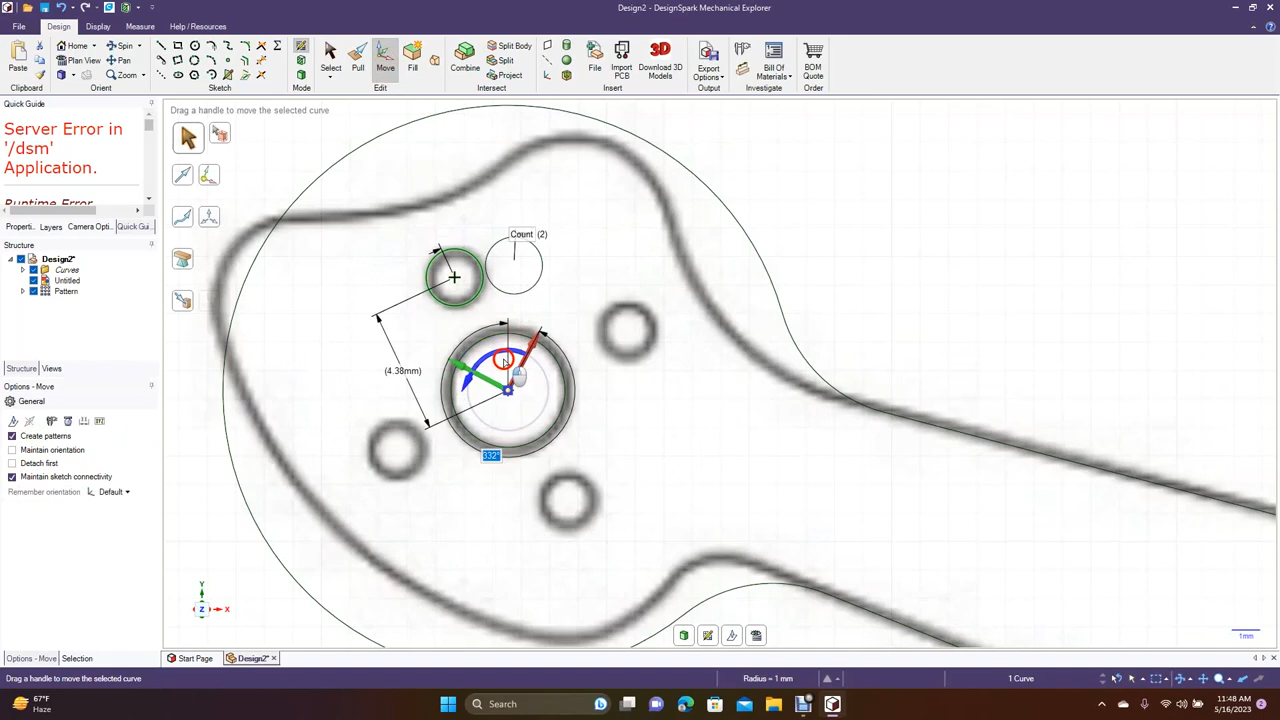 Design2* - DesignSpark Mechanical Explorer
File Design Display Measure Help / Resources
Paste
Clipboard
Home Spin
Plan View Pan
Zoom
Orient
Sketch
Mode
Select Pull Move Fill
Edit
Combine Split Body
Split
Project
Intersect
File Import PCB 3D Download 3D Models
Insert
Export Options
Output
Bill Of Materials
Investigate
BOM Quote
Order
Quick Guide
Server Error in
'/dsm'
Application.
Runtime Error
Properti... Layers Camera Opti... Quick Gui...
Structure
Design2*
Curves
Untitled
Pattern
Structure Views
Options - Move
General
Create patterns
Maintain orientation
Detach first
Maintain sketch connectivity
Remember orientation Default
Options - Move Selection
Drag a handle to move the selected curve
Count (2)
(4.38mm)
332°
Y
Z X
1mm
Start Page Design2*
Drag a handle to move the selected curve Radius = 1 mm 1 Curve
67°F
Haze
Search
11:48 AM
5/16/2023